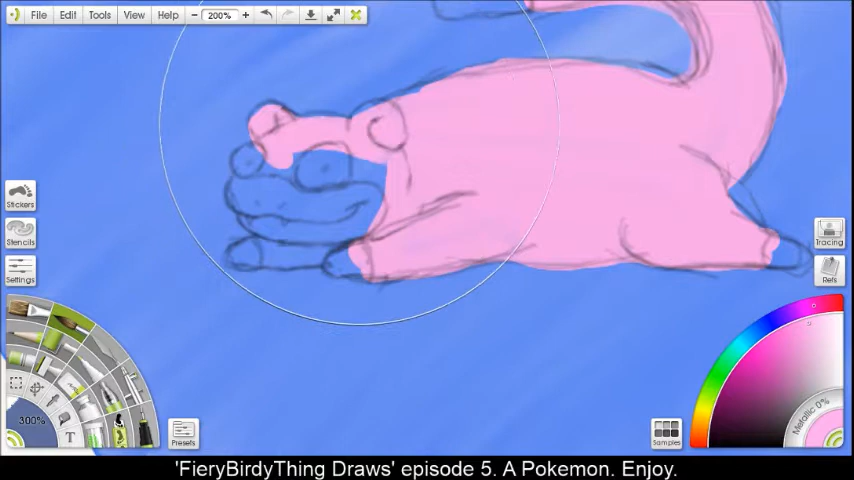 File Edit Tools View Help − 200% +
Stickers
Stencils
Settings
Tracing
Refs
300%
T
Presets
Samples
Metallic 0%
'FieryBirdyThing Draws' episode 5. A Pokemon. Enjoy.